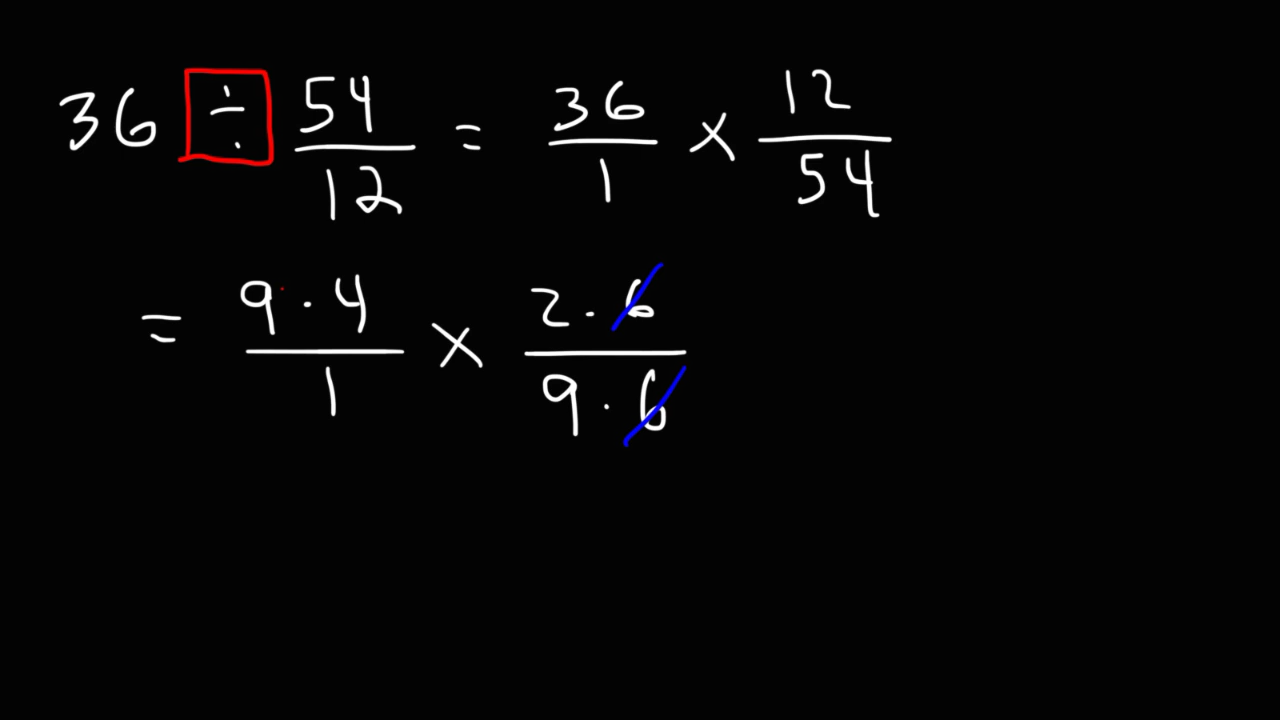 36 ÷ 54/12 = 36/1 × 12/54
= 9·4/1 × 2·6/9·6